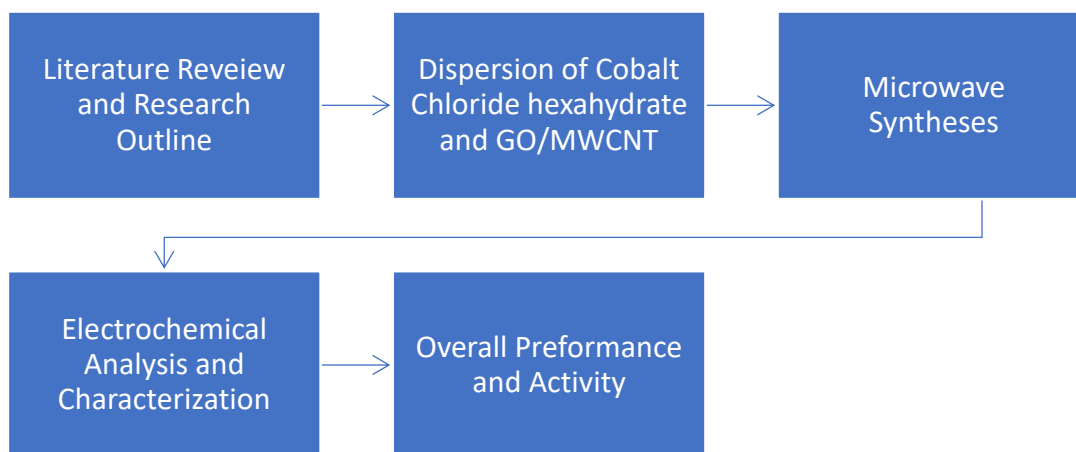 Literature Reveiew
and Research
Outline
Dispersion of Cobalt
Chloride hexahydrate
and GO/MWCNT
Microwave
Syntheses
Electrochemical
Analysis and
Characterization
Overall Preformance
and Activity